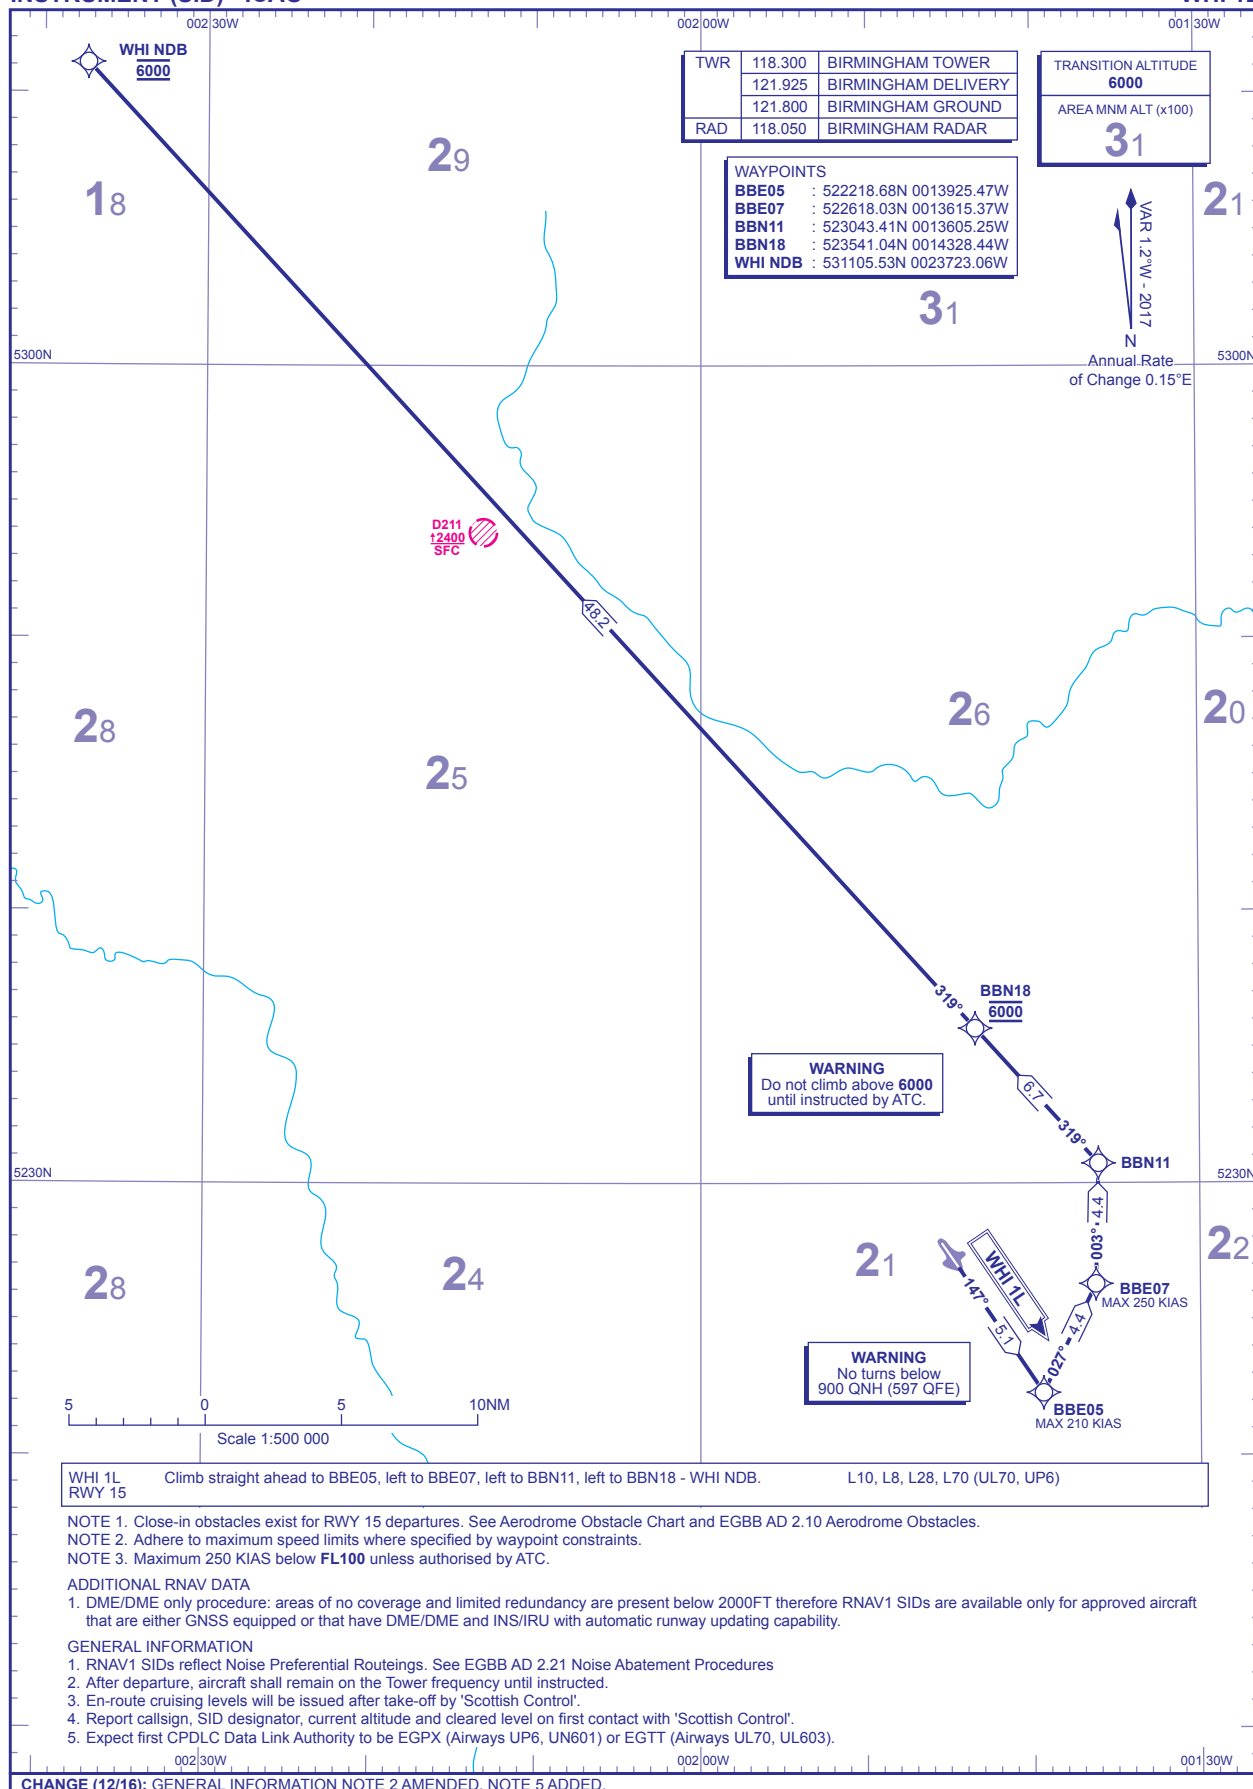 002 30W
002 00W
001 30W
WHI NDB
6000
TWR 118.300 BIRMINGHAM TOWER
121.925 BIRMINGHAM DELIVERY
121.800 BIRMINGHAM GROUND
RAD 118.050 BIRMINGHAM RADAR
TRANSITION ALTITUDE
6000
AREA MNM ALT (x100)
31
WAYPOINTS
BBE05 : 522218.68N 0013925.47W
BBE07 : 522618.03N 0013615.37W
BBN11 : 523043.41N 0013605.25W
BBN18 : 523541.04N 0014328.44W
WHI NDB : 531105.53N 0023723.06W
29
18
21
31
VAR 1.2°W - 2017
N
Annual Rate
of Change 0.15°E
5300N
5300N
D211
↑2400
SFC
48.2
28
25
26
20
319°
BBN18
6000
WARNING
Do not climb above 6000
until instructed by ATC.
6.7
319°
BBN11
5230N
5230N
4.4
003°
21
22
28
24
WHI 1L
147°
5.1
BBE07
MAX 250 KIAS
4.4
027°
WARNING
No turns below
900 QNH (597 QFE)
BBE05
MAX 210 KIAS
5 0 5 10NM
Scale 1:500 000
WHI 1L Climb straight ahead to BBE05, left to BBE07, left to BBN11, left to BBN18 - WHI NDB. L10, L8, L28, L70 (UL70, UP6)
RWY 15
NOTE 1. Close-in obstacles exist for RWY 15 departures. See Aerodrome Obstacle Chart and EGBB AD 2.10 Aerodrome Obstacles.
NOTE 2. Adhere to maximum speed limits where specified by waypoint constraints.
NOTE 3. Maximum 250 KIAS below FL100 unless authorised by ATC.
ADDITIONAL RNAV DATA
1. DME/DME only procedure: areas of no coverage and limited redundancy are present below 2000FT therefore RNAV1 SIDs are available only for approved aircraft
that are either GNSS equipped or that have DME/DME and INS/IRU with automatic runway updating capability.
GENERAL INFORMATION
1. RNAV1 SIDs reflect Noise Preferential Routeings. See EGBB AD 2.21 Noise Abatement Procedures
2. After departure, aircraft shall remain on the Tower frequency until instructed.
3. En-route cruising levels will be issued after take-off by 'Scottish Control'.
4. Report callsign, SID designator, current altitude and cleared level on first contact with 'Scottish Control'.
5. Expect first CPDLC Data Link Authority to be EGPX (Airways UP6, UN601) or EGTT (Airways UL70, UL603).
002 30W
002 00W
001 30W
CHANGE (12/16): GENERAL INFORMATION NOTE 2 AMENDED. NOTE 5 ADDED.